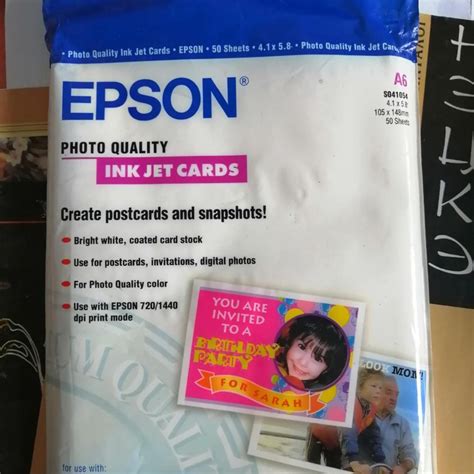 • Photo Quality Ink Jet Cards • EPSON • 50 Sheets • 4.1 x 5.8 • Photo Quality Ink Jet Cards
EPSON®
A6
S041054
4.1 x 5.8
105 x 148mm
50 Sheets
PHOTO QUALITY
INK JET CARDS
Create postcards and snapshots!
• Bright white, coated card stock
• Use for postcards, invitations, digital photos
• For Photo Quality color
• Use with EPSON 720/1440
dpi print mode
YOU ARE
INVITED
TO A
BIRTHDAY
PARTY
FOR SARAH
LOOK MOM!
QUALIT
for use with: